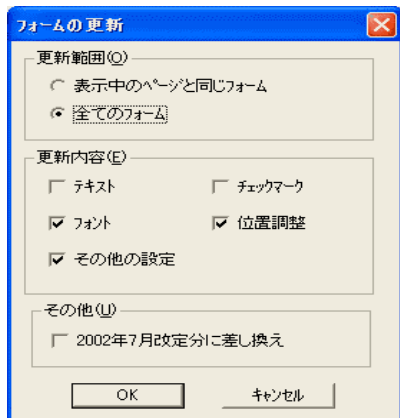 フォームの更新
更新範囲(O)
表示中のページと同じフォーム
全てのフォーム
更新内容(E)
テキスト
チェックマーク
フォント
位置調整
その他の設定
その他(U)
2002年7月改定分に差し換え
OK
キャンセル